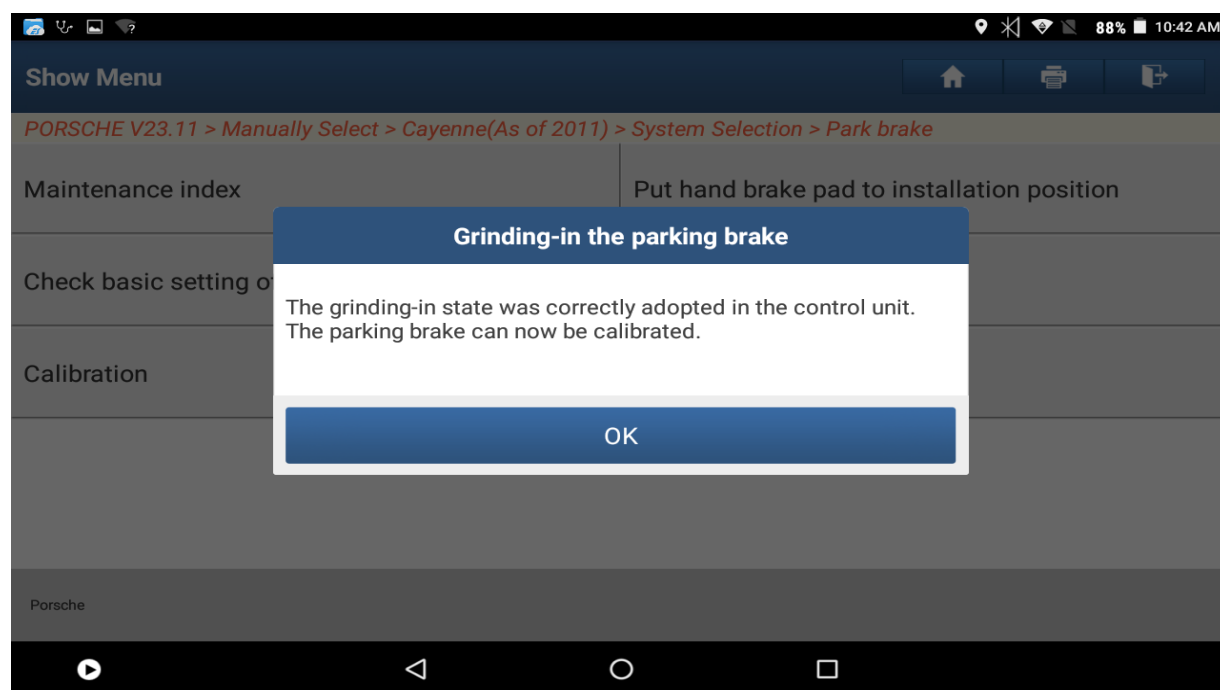 88% 10:42 AM
Show Menu
PORSCHE V23.11 > Manually Select > Cayenne(As of 2011) > System Selection > Park brake
Maintenance index
Put hand brake pad to installation position
Grinding-in the parking brake
Check basic setting
The grinding-in state was correctly adopted in the control unit.
The parking brake can now be calibrated.
Calibration
OK
Porsche